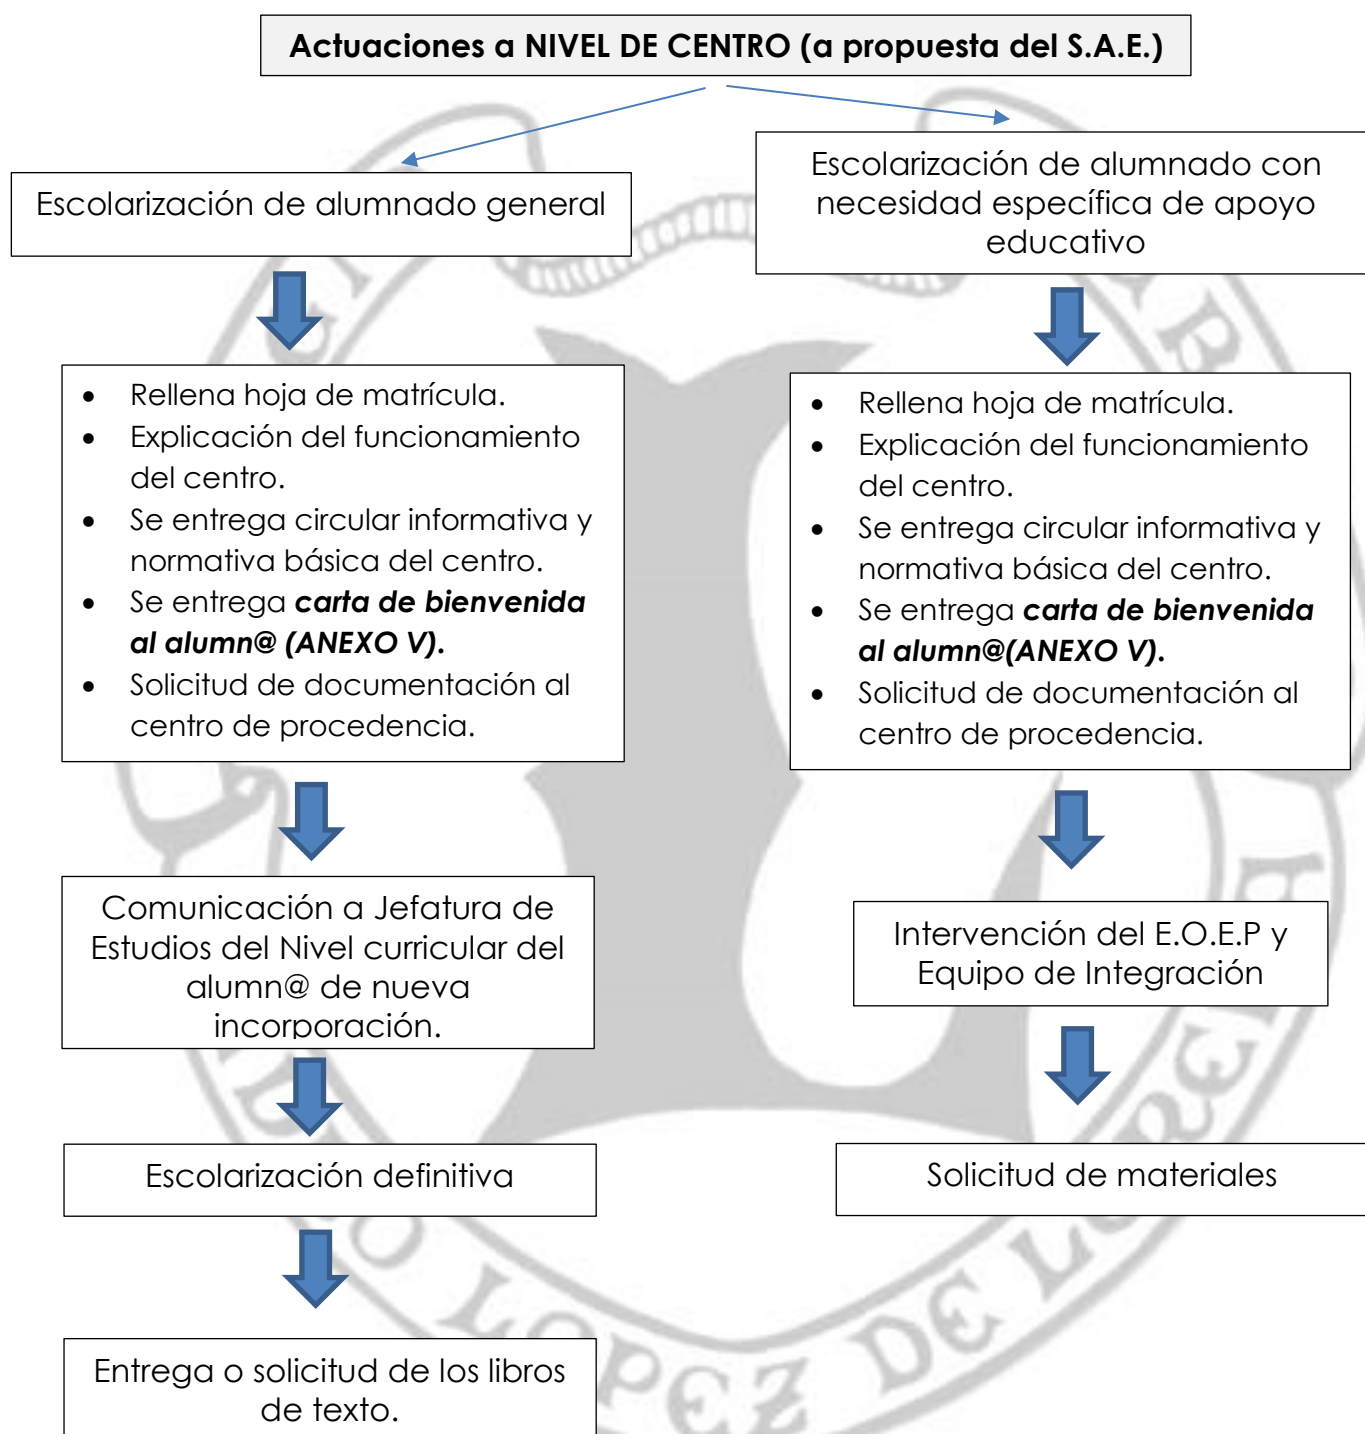 Actuaciones a NIVEL DE CENTRO (a propuesta del S.A.E.)
Escolarización de alumnado general
Escolarización de alumnado con
necesidad específica de apoyo
educativo
• Rellena hoja de matrícula.
• Explicación del funcionamiento
del centro.
• Se entrega circular informativa y
normativa básica del centro.
• Se entrega carta de bienvenida
al alumn@ (ANEXO V).
• Solicitud de documentación al
centro de procedencia.
• Rellena hoja de matrícula.
• Explicación del funcionamiento
del centro.
• Se entrega circular informativa y
normativa básica del centro.
• Se entrega carta de bienvenida
al alumn@(ANEXO V).
• Solicitud de documentación al
centro de procedencia.
Comunicación a Jefatura de
Estudios del Nivel curricular del
alumn@ de nueva
incorporación.
Intervención del E.O.E.P y
Equipo de Integración
Escolarización definitiva
Solicitud de materiales
Entrega o solicitud de los libros
de texto.
LOPEZ DE